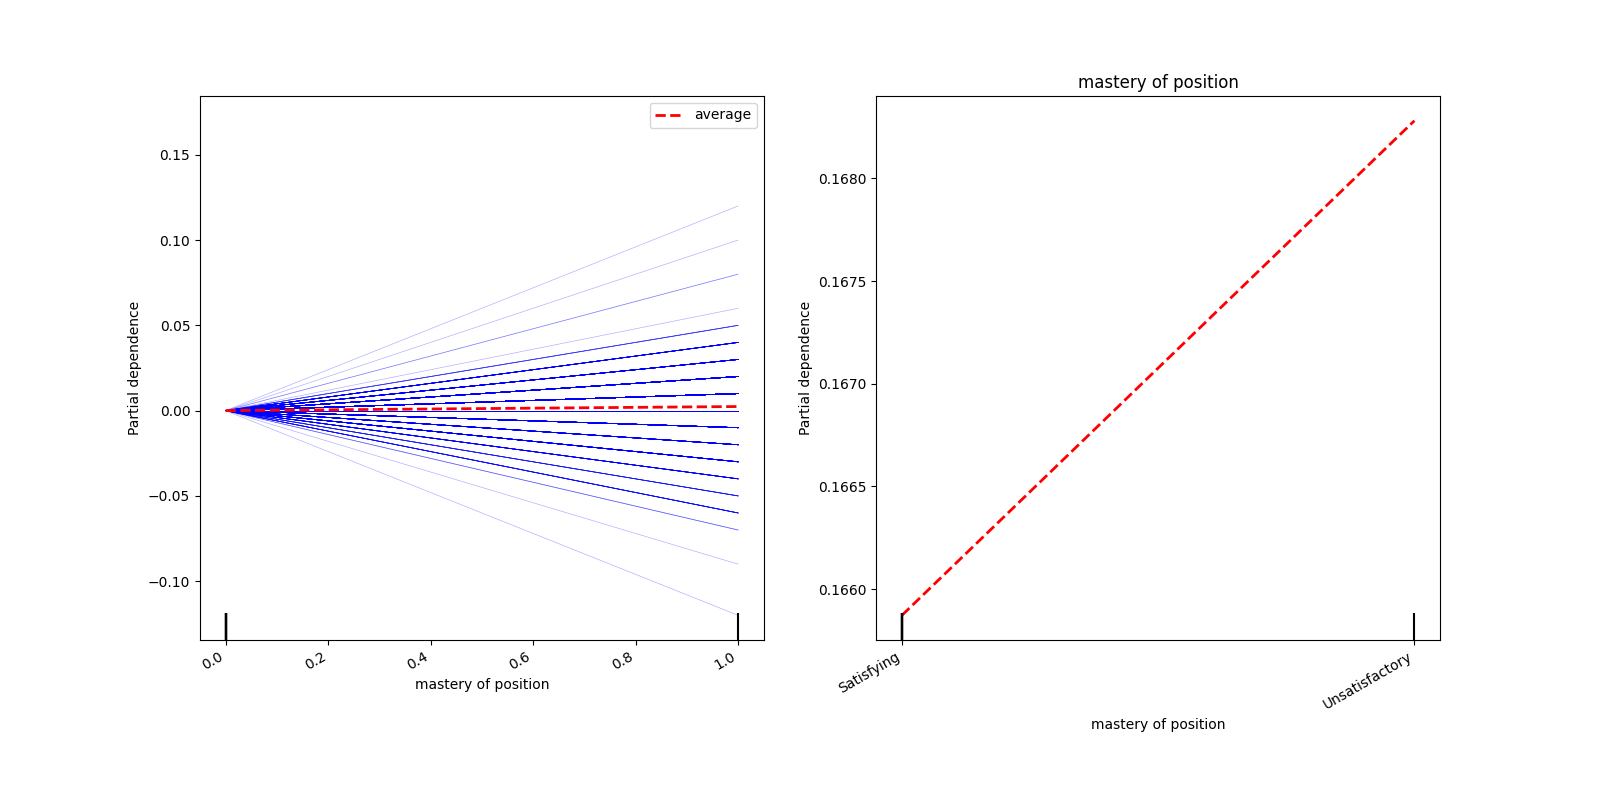 average
0.15
0.10
0.05
0.00
−0.05
−0.10
Partial dependence
0.0
0.2
0.4
0.6
0.8
1.0
mastery of position
mastery of position
0.1680
0.1675
0.1670
0.1665
0.1660
Partial dependence
Satisfying
Unsatisfactory
mastery of position